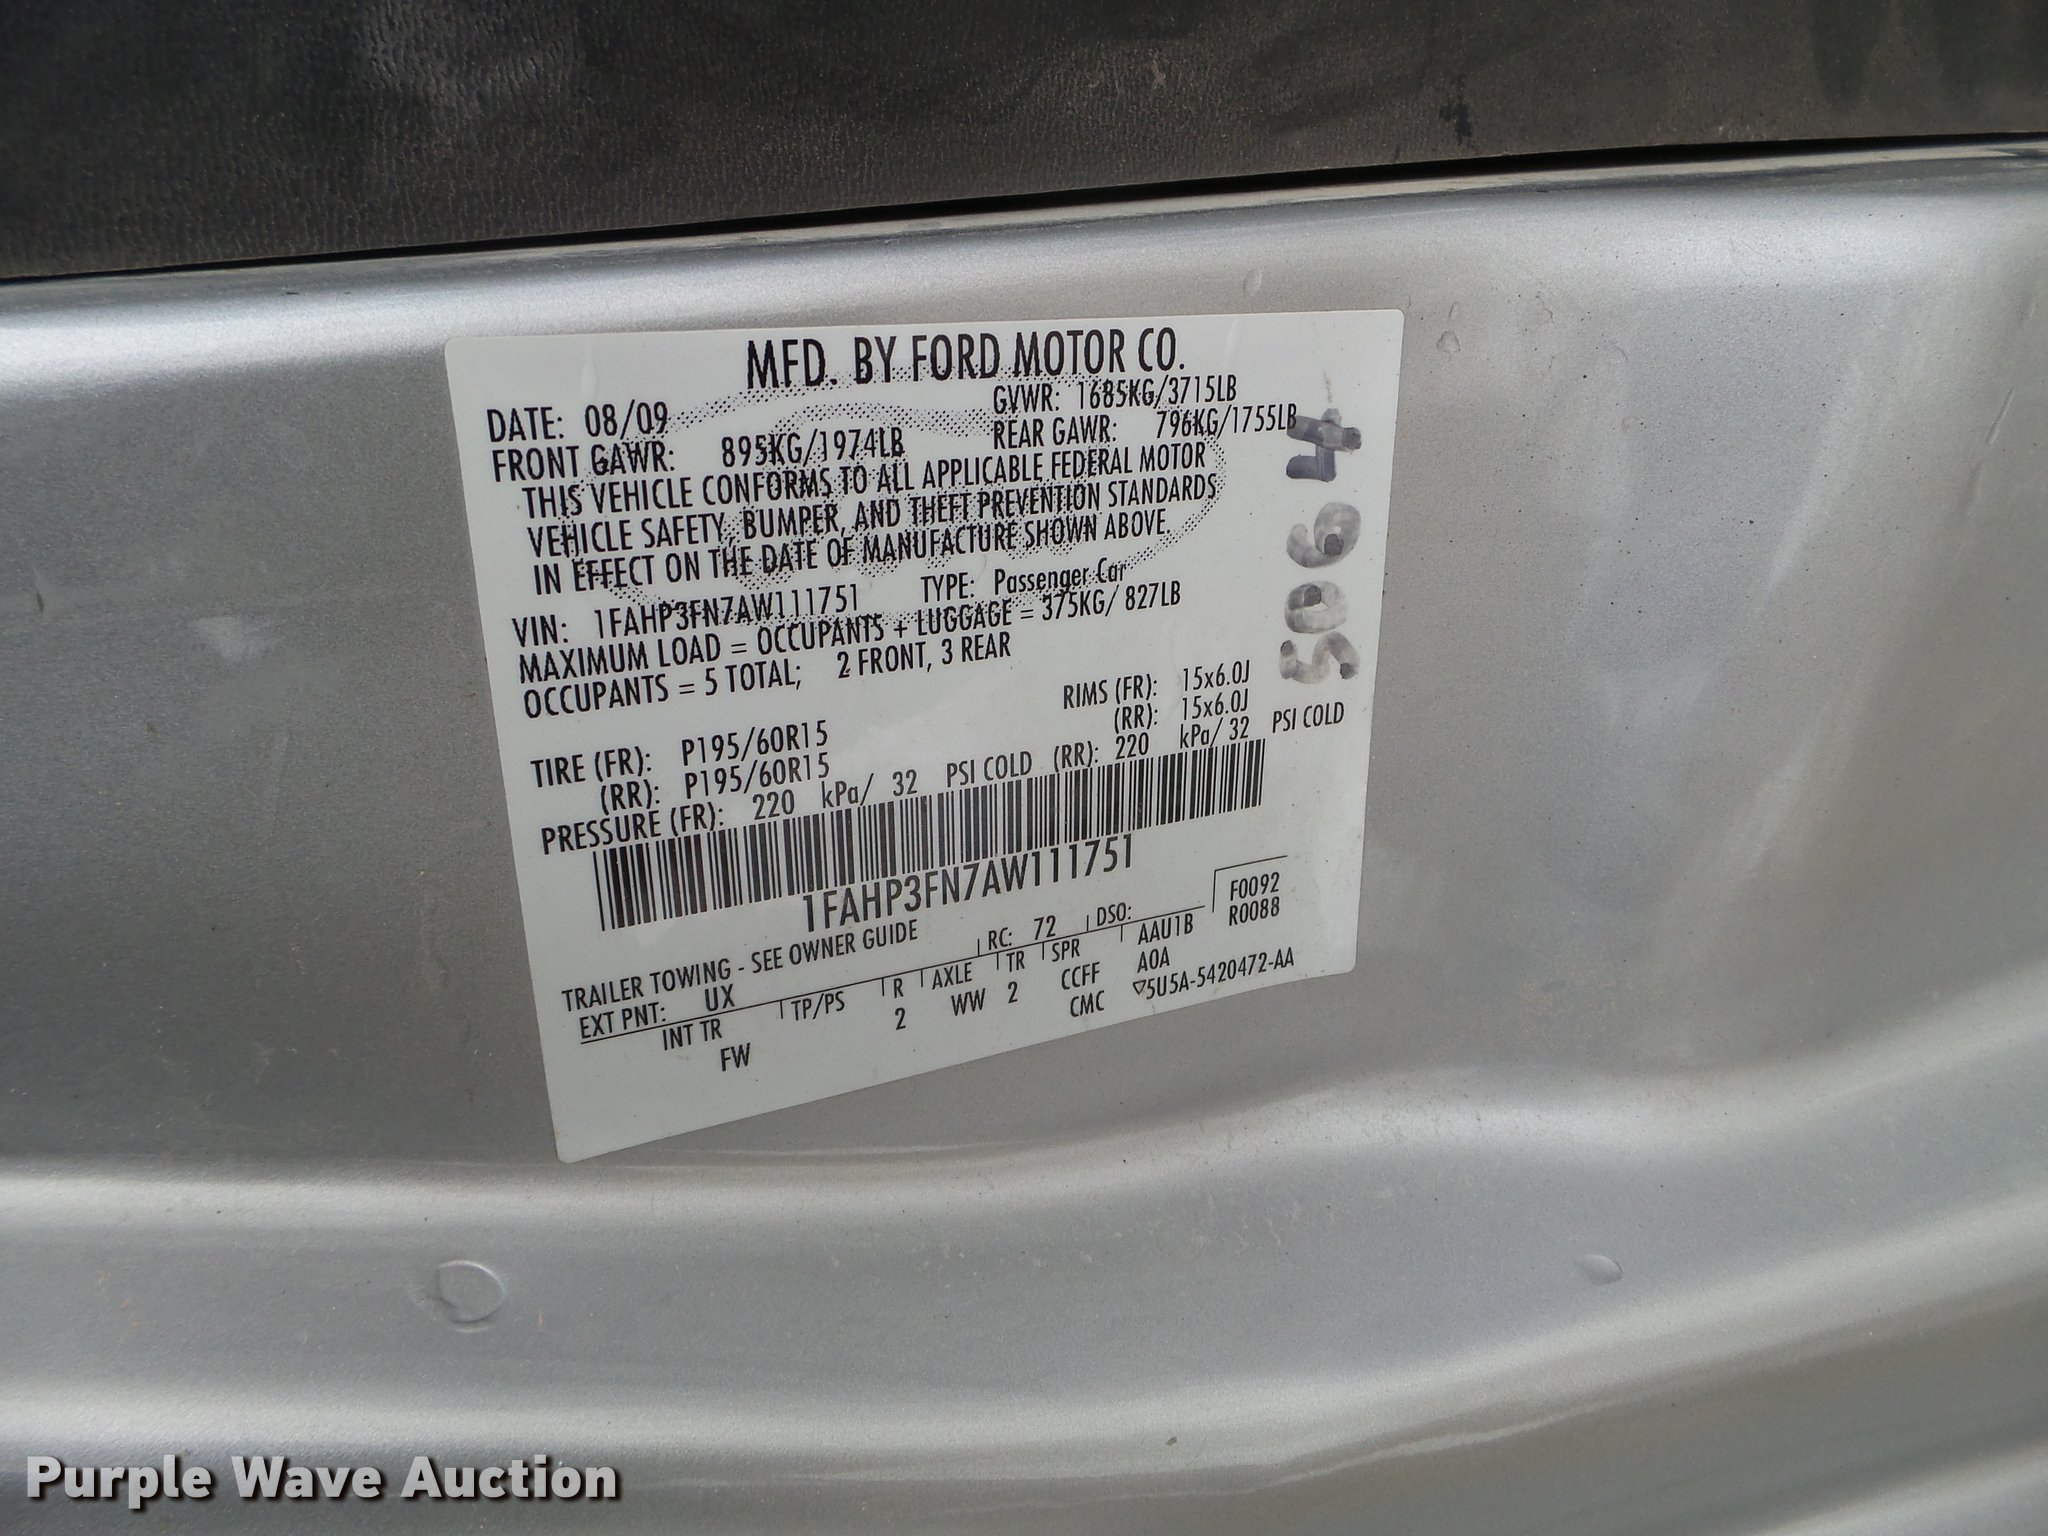 MFD. BY FORD MOTOR CO.
DATE: 08/09
GVWR: 1685KG/3715LB
FRONT GAWR: 895KG/1974LB
REAR GAWR: 796KG/1755LB
THIS VEHICLE CONFORMS TO ALL APPLICABLE FEDERAL MOTOR
VEHICLE SAFETY, BUMPER, AND THEFT PREVENTION STANDARDS
IN EFFECT ON THE DATE OF MANUFACTURE SHOWN ABOVE.
VIN: 1FAHP3FN7AW111751 TYPE: Passenger Car
MAXIMUM LOAD = OCCUPANTS + LUGGAGE = 375KG/ 827LB
OCCUPANTS = 5 TOTAL; 2 FRONT, 3 REAR
TIRE (FR): P195/60R15 RIMS (FR): 15x6.0J
(RR): P195/60R15 (RR): 15x6.0J
PRESSURE (FR): 220 kPa/ 32 PSI COLD (RR): 220 kPa/ 32 PSI COLD
1FAHP3FN7AW111751
TRAILER TOWING - SEE OWNER GUIDE
F0092
R0088
EXT PNT: UX RC: 72 DSO: AAU1B
INT TR TP/PS R AXLE TR SPR A0A
FW 2 WW 2 CCFF
CMC
▽5U5A-5420472-AA
5064
Purple Wave Auction